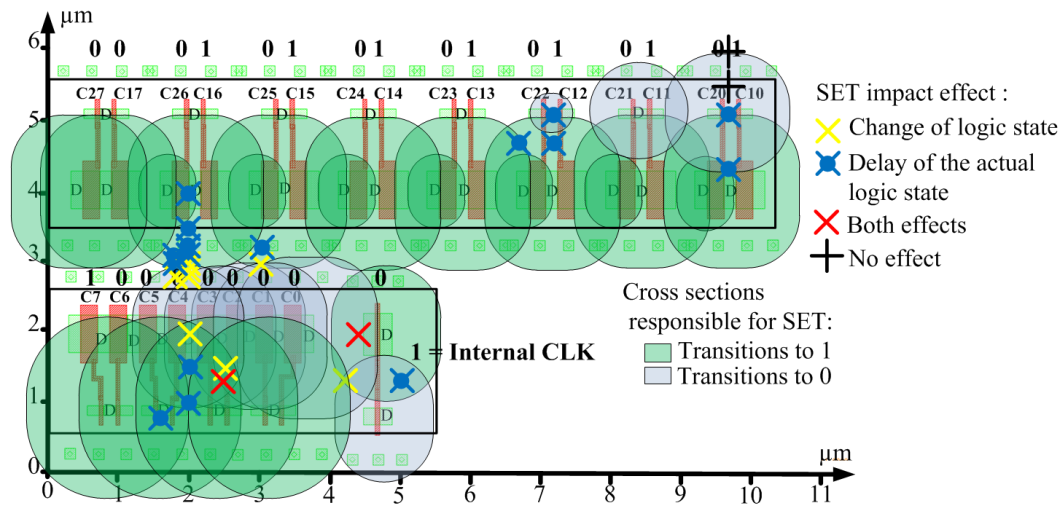 µm
6
0 0 0 1 0 1 0 1 0 1 0 1 0 1 0 1
C27 C17 C26 C16 C25 C15 C24 C14 C23 C13 C22 C12 C21 C11 C20 C10
D D D D
5
D D D D D D D D
4
3
1 0 0 0 0 0 0 0
C7 C6 C5 C4 C3 C2 C1 C0
2
D D D D
1 = Internal CLK
1
D D D
0
0 1 2 3 4 5 6 7 8 9 10 11
µm
SET impact effect :
Change of logic state
Delay of the actual
logic state
Both effects
No effect
Cross sections
responsible for SET:
Transitions to 1
Transitions to 0